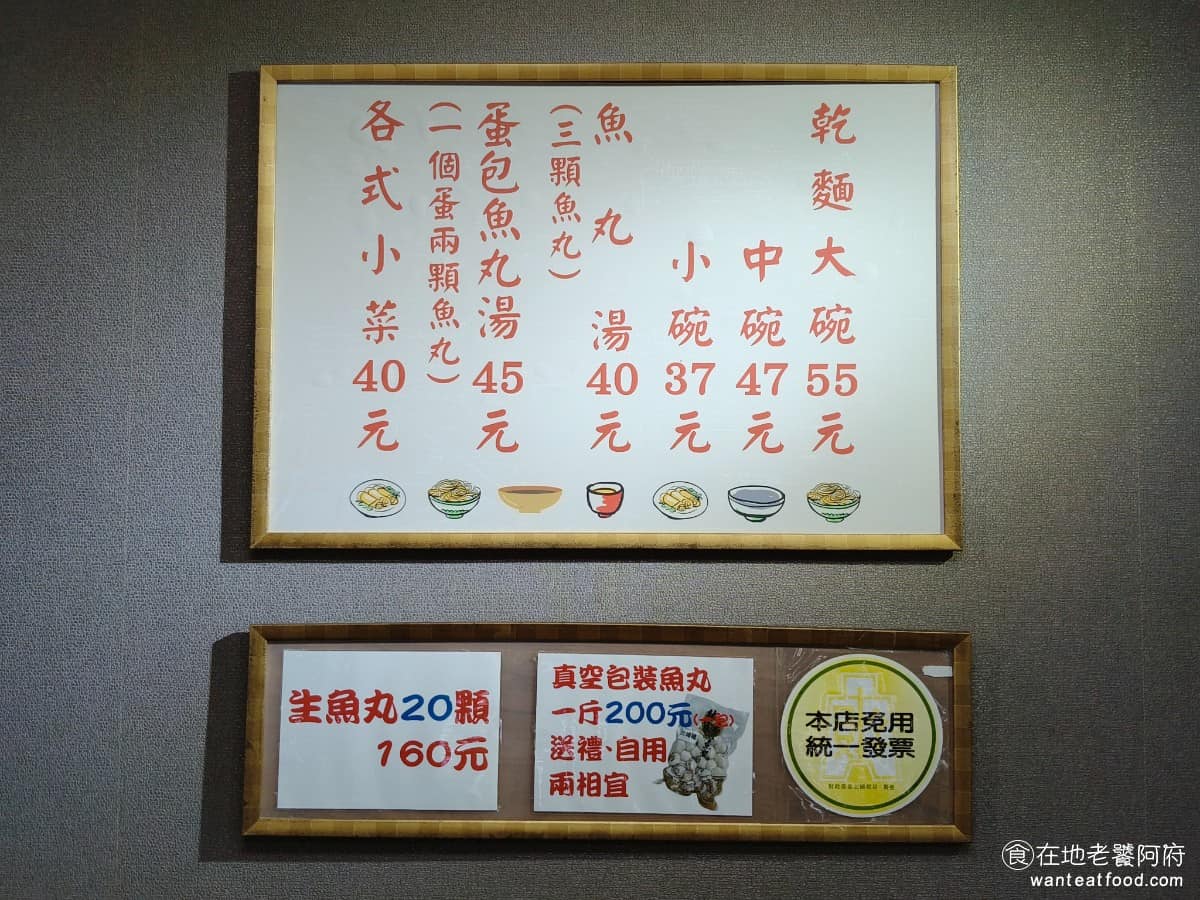 乾麵大碗55元
中碗47元
小碗37元
魚丸湯40元
(三顆魚丸)
蛋包魚丸湯45元
(一個蛋兩顆魚丸)
各式小菜40元
生魚丸20顆
160元
真空包裝魚丸
一斤200元
送禮·自用
兩相宜
本店免用
統一發票
食在地老饕阿府
wanteatfood.com